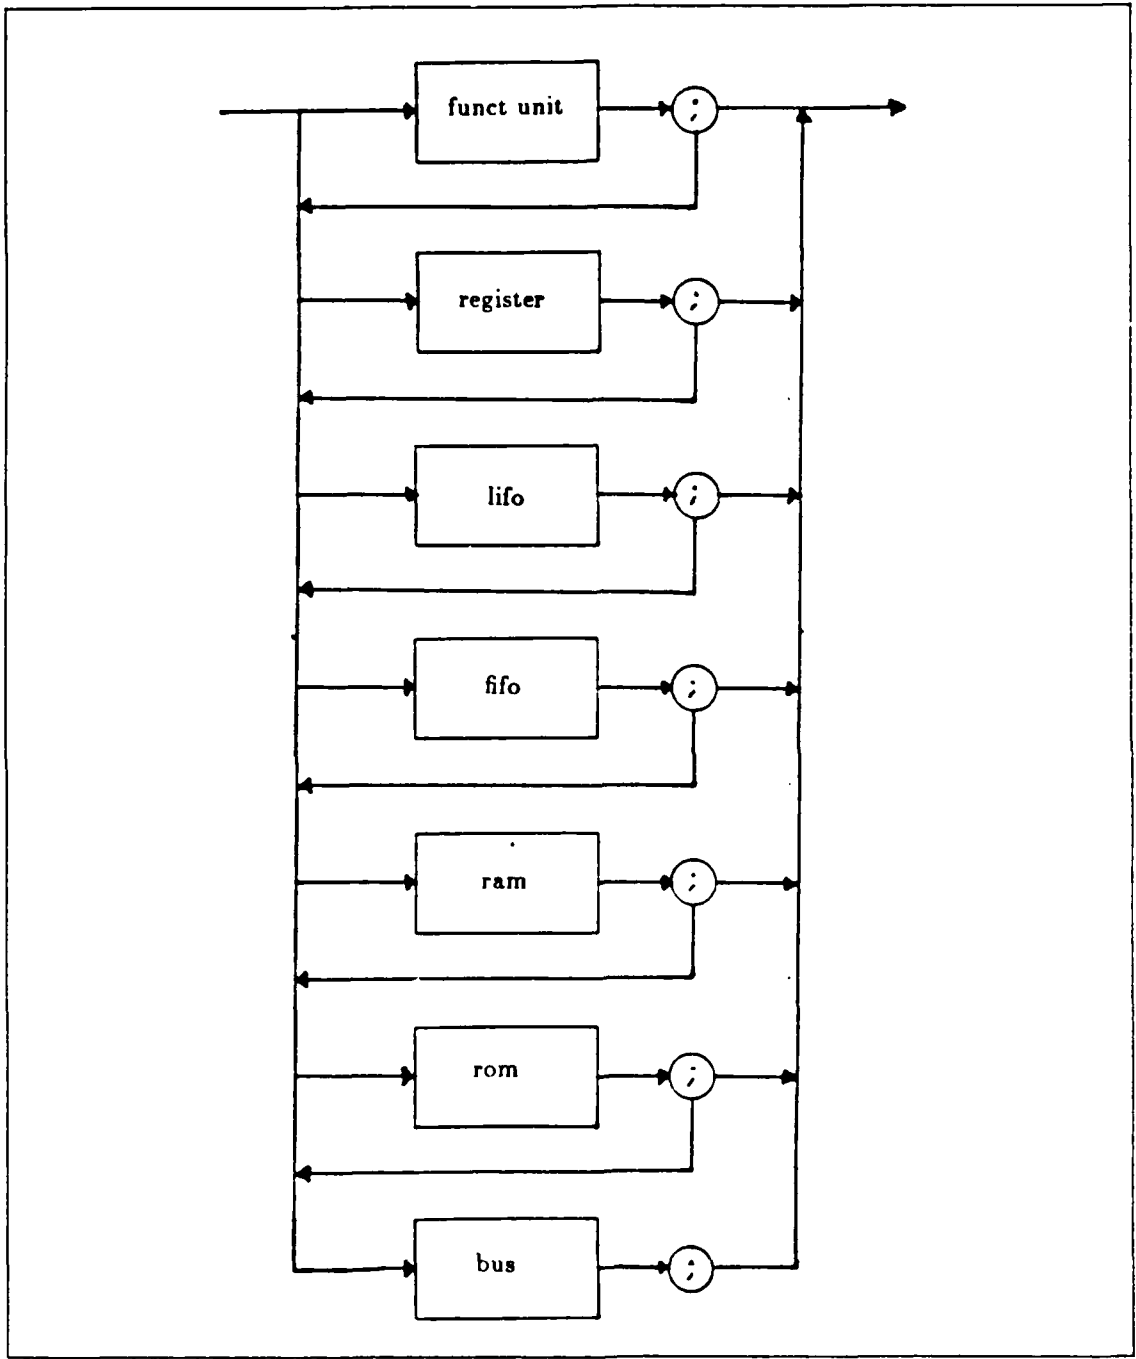 funct unit ;
register ;
lifo ;
fifo ;
ram ;
rom ;
bus ;